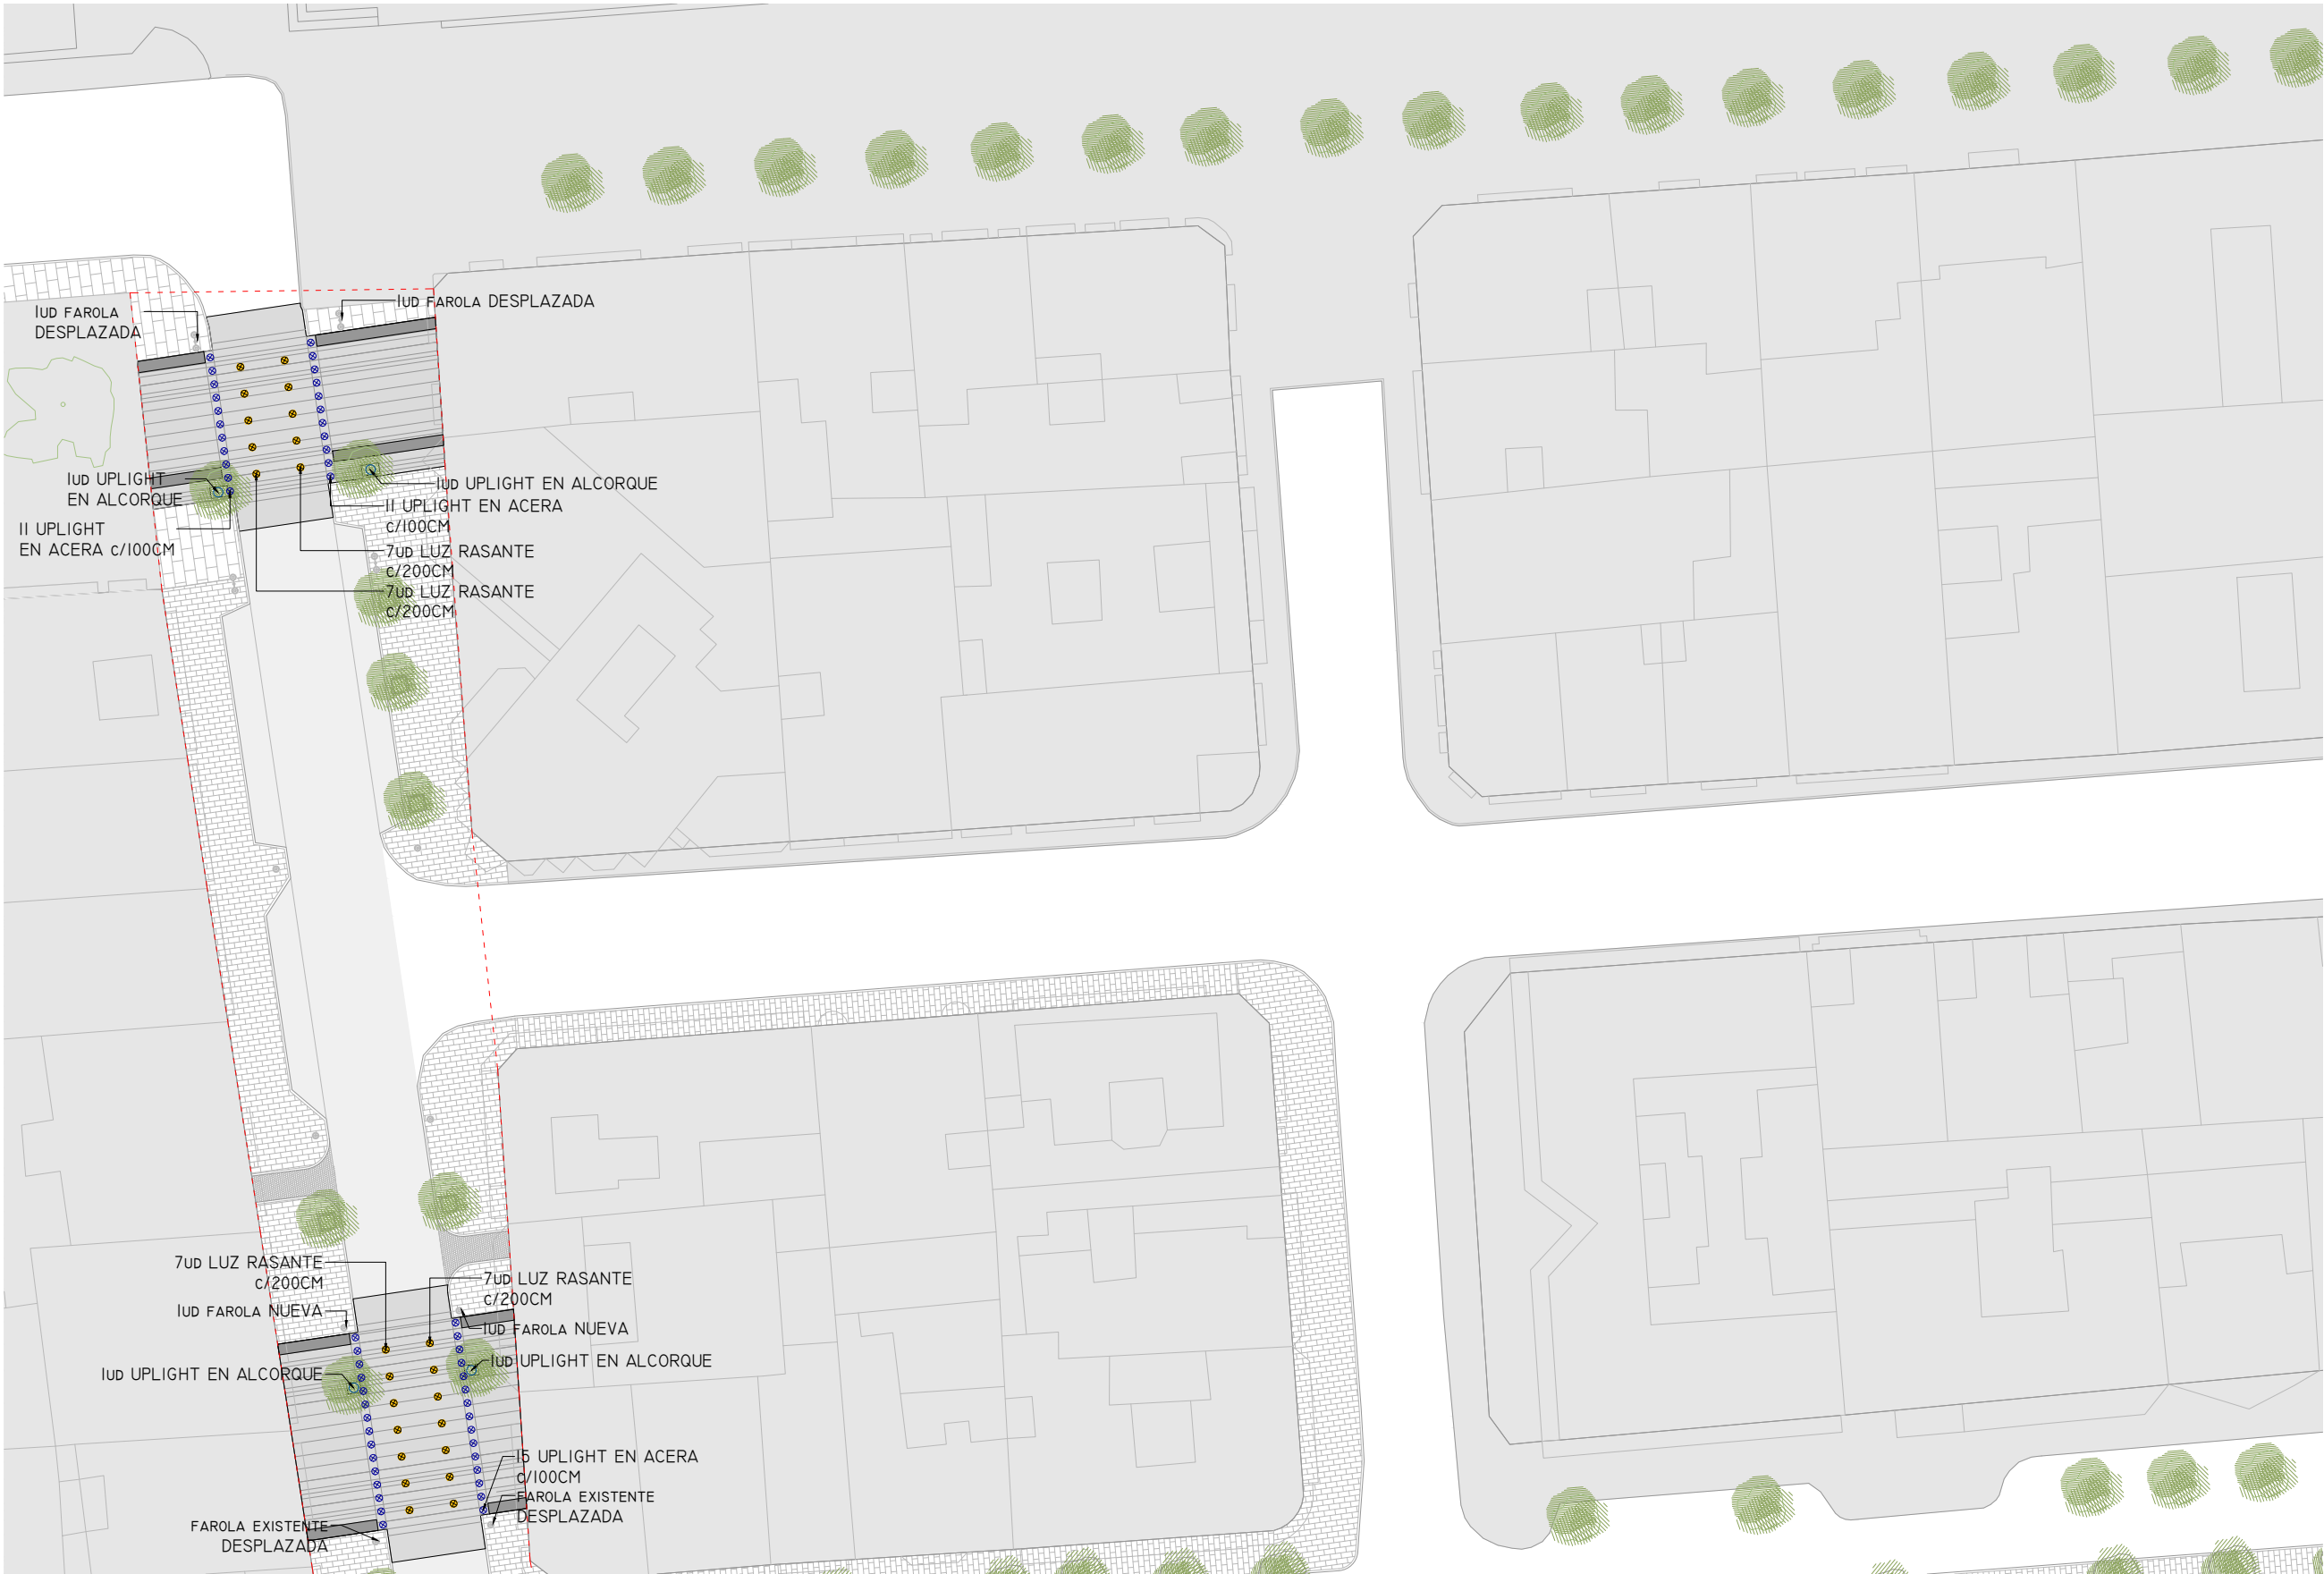 1UD FAROLA DESPLAZADA
1UD FAROLA
DESPLAZADA
1UD UPLIGHT
EN ALCORQUE
1UD UPLIGHT EN ALCORQUE
11 UPLIGHT EN ACERA
C/100CM
11 UPLIGHT
EN ACERA C/100CM
7UD LUZ RASANTE
C/200CM
7UD LUZ RASANTE
C/200CM
7UD LUZ RASANTE
C/200CM
7UD LUZ RASANTE
C/200CM
1UD FAROLA NUEVA
1UD FAROLA NUEVA
1UD UPLIGHT EN ALCORQUE
1UD UPLIGHT EN ALCORQUE
15 UPLIGHT EN ACERA
C/100CM
FAROLA EXISTENTE
DESPLAZADA
FAROLA EXISTENTE
DESPLAZADA